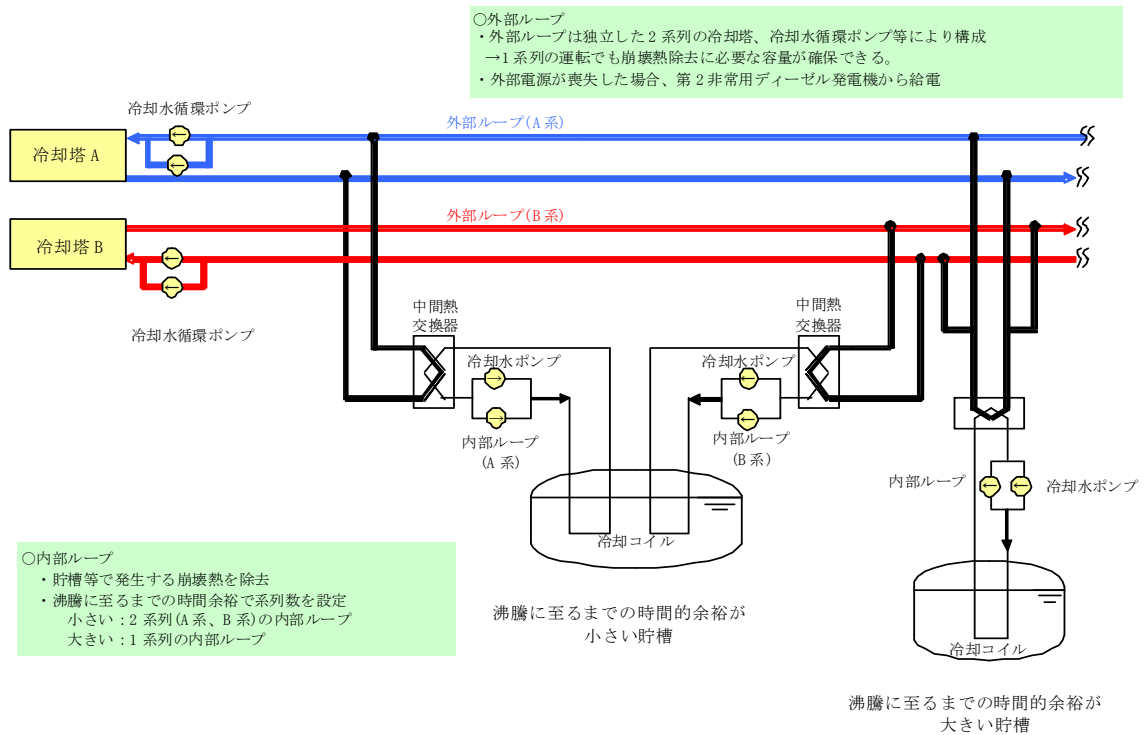 ○外部ループ
・外部ループは独立した2系列の冷却塔、冷却水循環ポンプ等により構成
→1系列の運転でも崩壊熱除去に必要な容量が確保できる。
・外部電源が喪失した場合、第2非常用ディーゼル発電機から給電
冷却水循環ポンプ
外部ループ(A系)
冷却塔A
外部ループ(B系)
冷却塔B
冷却水循環ポンプ
中間熱
交換器
中間熱
交換器
冷却水ポンプ
冷却水ポンプ
内部ループ
(A系)
内部ループ
(B系)
内部ループ
冷却水ポンプ
冷却コイル
○内部ループ
・貯槽等で発生する崩壊熱を除去
・沸騰に至るまでの時間余裕で系列数を設定
小さい：2系列(A系、B系)の内部ループ
大きい：1系列の内部ループ
沸騰に至るまでの時間的余裕が
小さい貯槽
冷却コイル
沸騰に至るまでの時間的余裕が
大きい貯槽